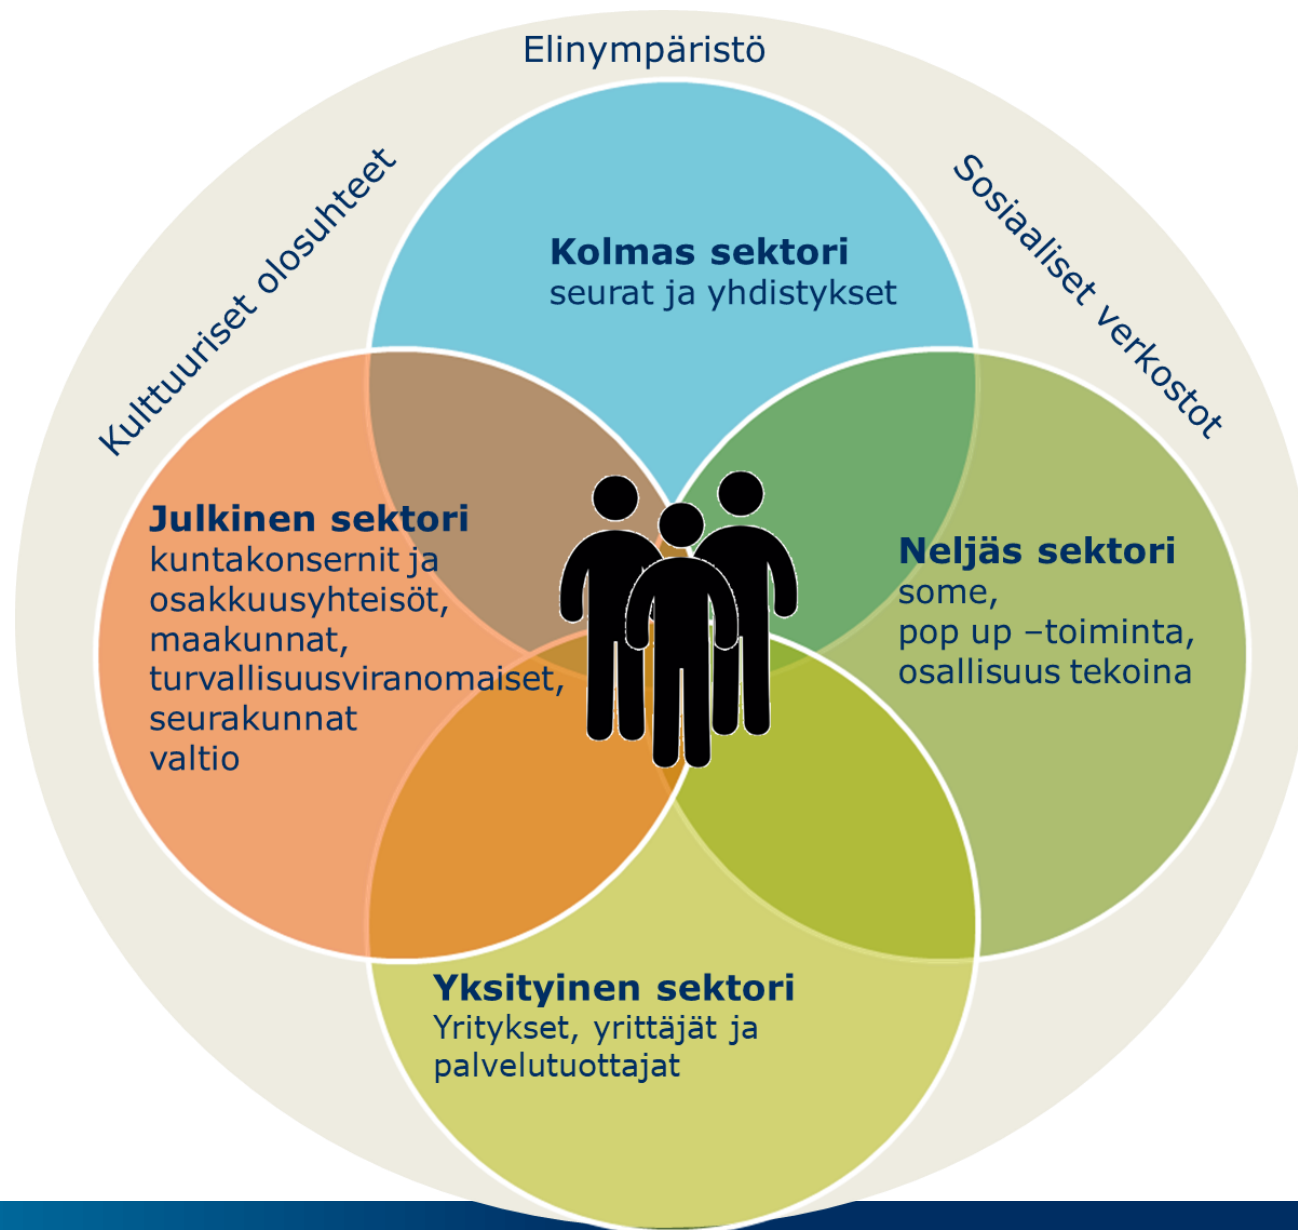 Elinympäristö
Kulttuuriset olosuhteet
Sosiaaliset verkostot
Kolmas sektori
seurat ja yhdistykset
Julkinen sektori
kuntakonsernit ja
osakkuusyhteisöt,
maakunnat,
turvallisuusviranomaiset,
seurakunnat
valtio
Neljäs sektori
some,
pop up –toiminta,
osallisuus tekoina
Yksityinen sektori
Yritykset, yrittäjät ja
palvelutuottajat